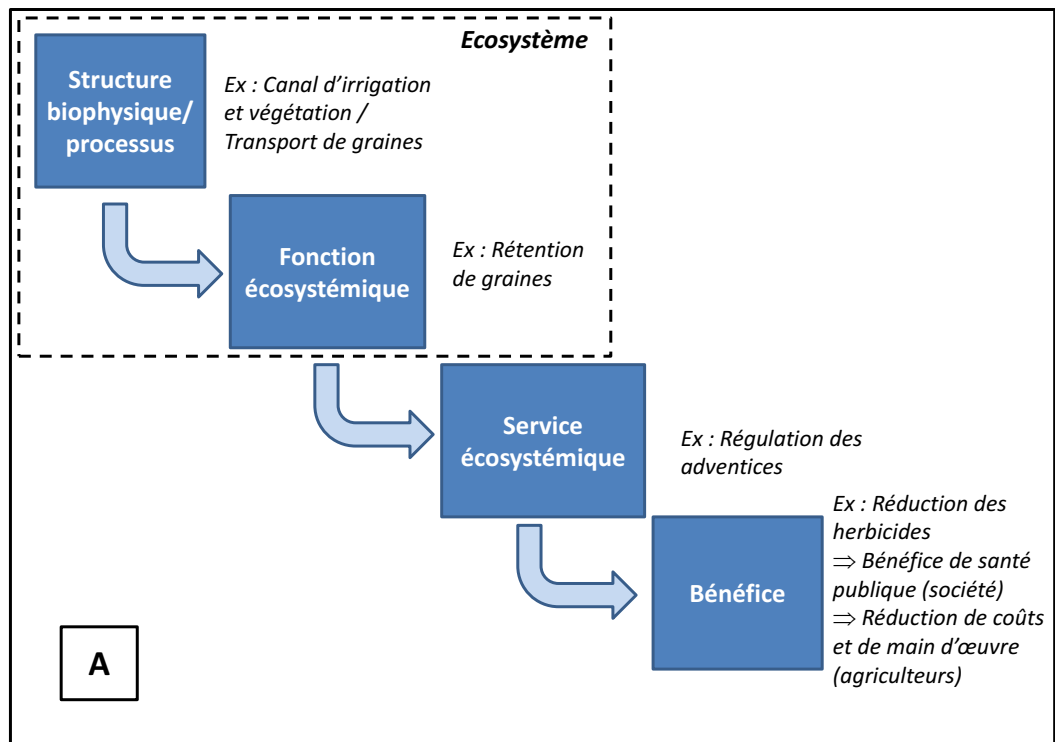 Ecosystème
Structure
biophysique/
processus
Ex : Canal d'irrigation
et végétation /
Transport de graines
Fonction
écosystémique
Ex : Rétention
de graines
Service
écosystémique
Ex : Régulation des
adventices
Bénéfice
Ex : Réduction des
herbicides
⇒ Bénéfice de santé
publique (société)
⇒ Réduction de coûts
et de main d'œuvre
(agriculteurs)
A